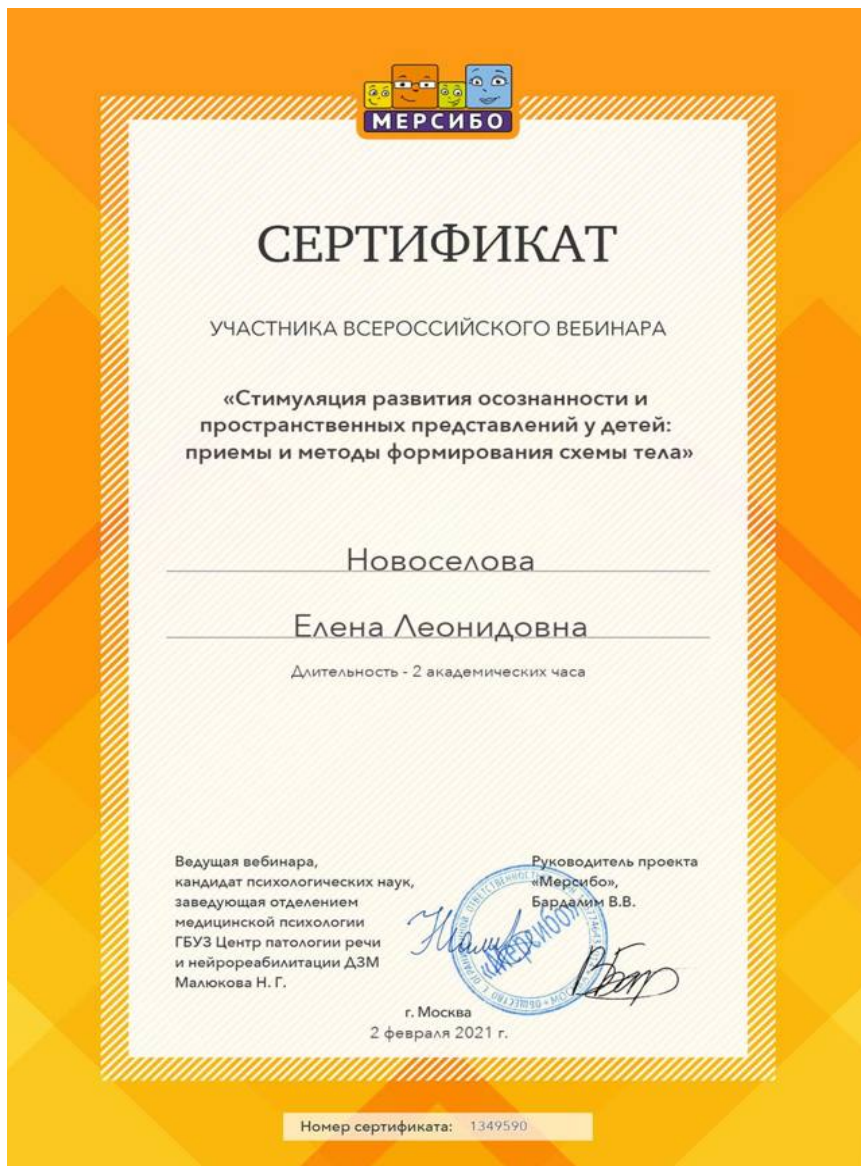 МЕРСИБО
СЕРТИФИКАТ
УЧАСТНИКА ВСЕРОССИЙСКОГО ВЕБИНАРА
«Стимуляция развития осознанности и
пространственных представлений у детей:
приемы и методы формирования схемы тела»
Новоселова
Елена Леонидовна
Длительность - 2 академических часа
Ведущая вебинара,
кандидат психологических наук,
заведующая отделением
медицинской психологии
ГБУЗ Центр патологии речи
и нейрореабилитации ДЗМ
Малюкова Н. Г.
Руководитель проекта
«Мерсибо»,
Бардалим В.В.
«Мерсибо»
г. Москва
2 февраля 2021 г.
Номер сертификата: 1349590